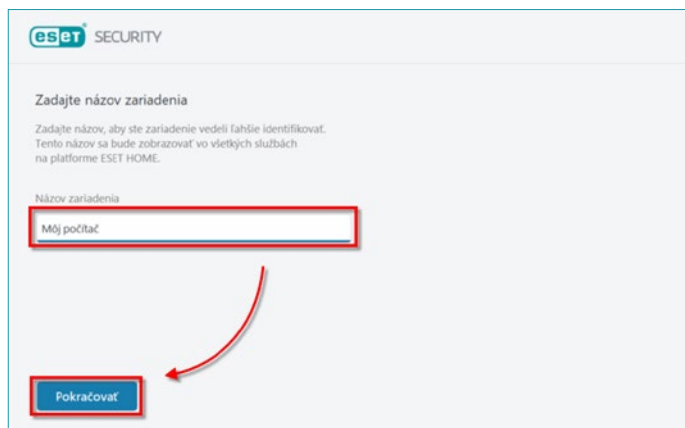 eseT SECURITY
Zadajte názov zariadenia
Zadajte názov, aby ste zariadenie vedeli ľahšie identifikovať.
Tento názov sa bude zobrazovať vo všetkých službách
na platforme ESET HOME.
Názov zariadenia
Môj počítač
Pokračovať